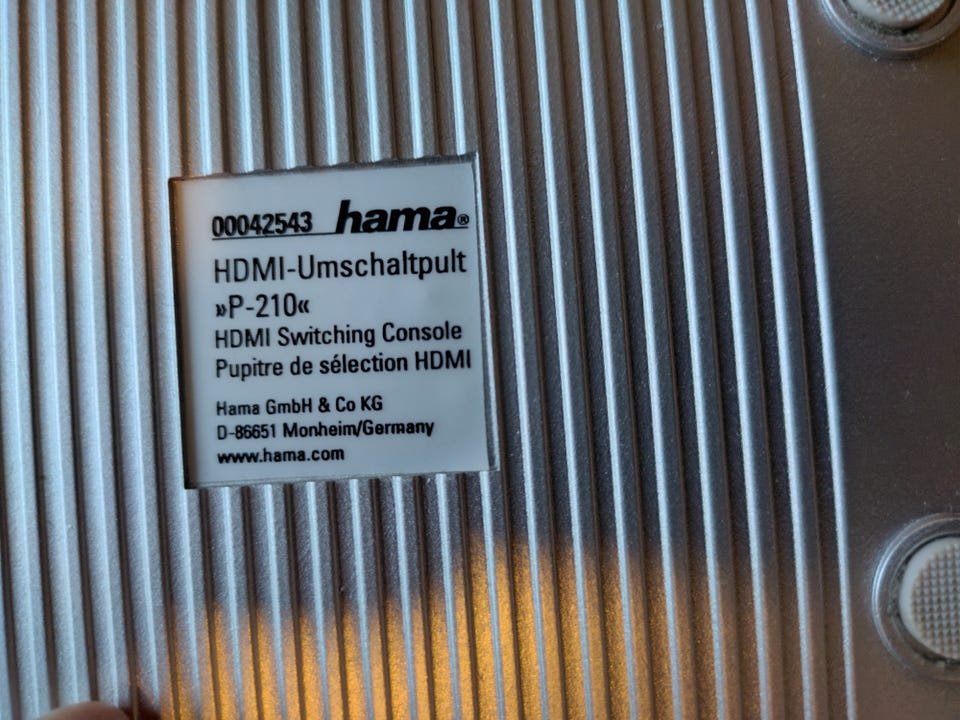 00042543 hama®
HDMI-Umschaltpult
»P-210«
HDMI Switching Console
Pupitre de sélection HDMI
Hama GmbH & Co KG
D-86651 Monheim/Germany
www.hama.com